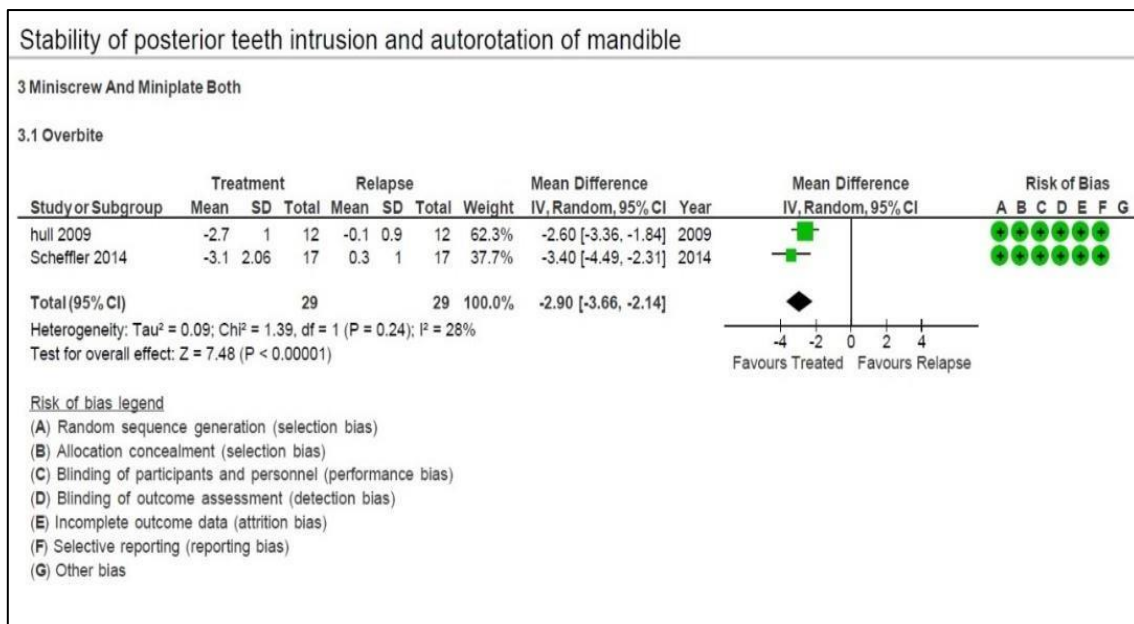 Stability of posterior teeth intrusion and autorotation of mandible
3 Miniscrew And Miniplate Both
3.1 Overbite
Treatment Relapse Mean Difference Mean Difference Risk of Bias
Study or Subgroup Mean SD Total Mean SD Total Weight IV, Random, 95% CI Year IV, Random, 95% CI A B C D E F G
hull 2009 -2.7 1 12 -0.1 0.9 12 62.3% -2.60 [-3.36, -1.84] 2009 + + + + + +
Scheffler 2014 -3.1 2.06 17 0.3 1 17 37.7% -3.40 [-4.49, -2.31] 2014 + + + + + +
Total (95% CI) 29 29 100.0% -2.90 [-3.66, -2.14]
Heterogeneity: Tau² = 0.09; Chi² = 1.39, df = 1 (P = 0.24); I² = 28%
Test for overall effect: Z = 7.48 (P < 0.00001)
-4 -2 0 2 4
Favours Treated Favours Relapse
Risk of bias legend
(A) Random sequence generation (selection bias)
(B) Allocation concealment (selection bias)
(C) Blinding of participants and personnel (performance bias)
(D) Blinding of outcome assessment (detection bias)
(E) Incomplete outcome data (attrition bias)
(F) Selective reporting (reporting bias)
(G) Other bias